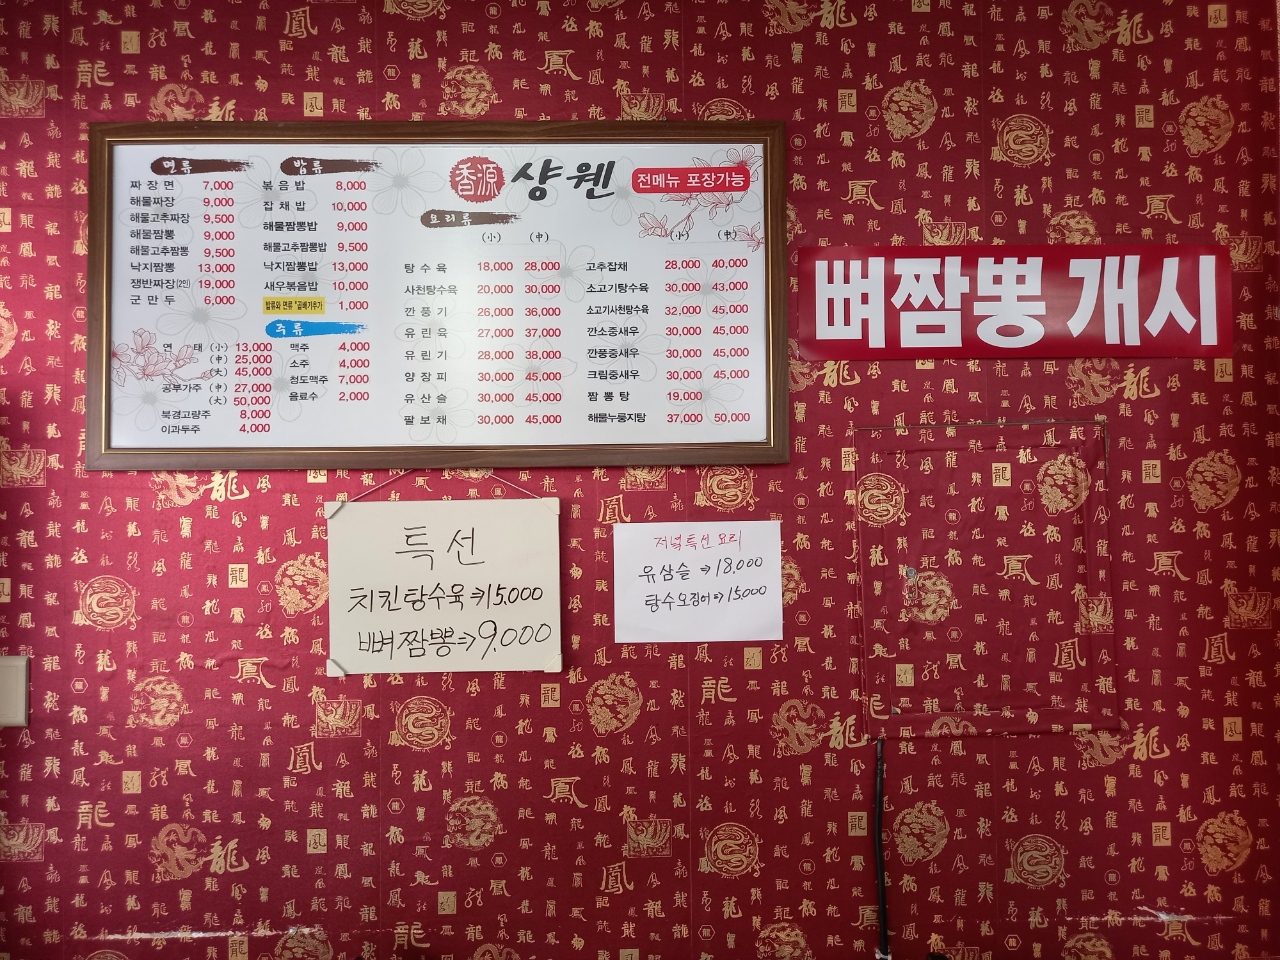 면류
짜장면 7,000
해물짜장 9,000
해물고추짜장 9,500
해물짬뽕 9,000
해물고추짬뽕 9,500
낙지짬뽕 13,000
쟁반짜장(2인) 19,000
군만두 6,000
밥류
볶음밥 8,000
잡채밥 10,000
해물짬뽕밥 9,000
해물고추짬뽕밥 9,500
낙지짬뽕밥 13,000
새우볶음밥 10,000
밥류와 면류 "곱배기추가 1,000
연태 (小) 13,000
(中) 25,000
(大) 45,000
공부가주 (中) 27,000
(大) 50,000
북경고량주 8,000
이과두주 4,000
주류
맥주 4,000
소주 4,000
청도맥주 7,000
음료수 2,000
香源 샹웬
전메뉴 포장가능
요리류
(小) (中)
탕수육 18,000 28,000
사천탕수육 20,000 30,000
깐풍기 26,000 36,000
유린육 27,000 37,000
유린기 28,000 38,000
양장피 30,000 45,000
유산슬 30,000 45,000
팔보채 30,000 45,000
(小) (中)
고추잡채 28,000 40,000
소고기탕수육 30,000 43,000
소고기사천탕수육 32,000 45,000
깐소중새우 30,000 45,000
깐풍중새우 30,000 45,000
크림중새우 30,000 45,000
짬뽕탕 19,000
해물누룽지탕 37,000 50,000
뼈짬뽕 개시
특선
치킨탕수육⇒15,000
뼈짬뽕⇒9,000
저녁특선 요리
유삼슬 ⇒18,000
탕수오징어⇒15,000